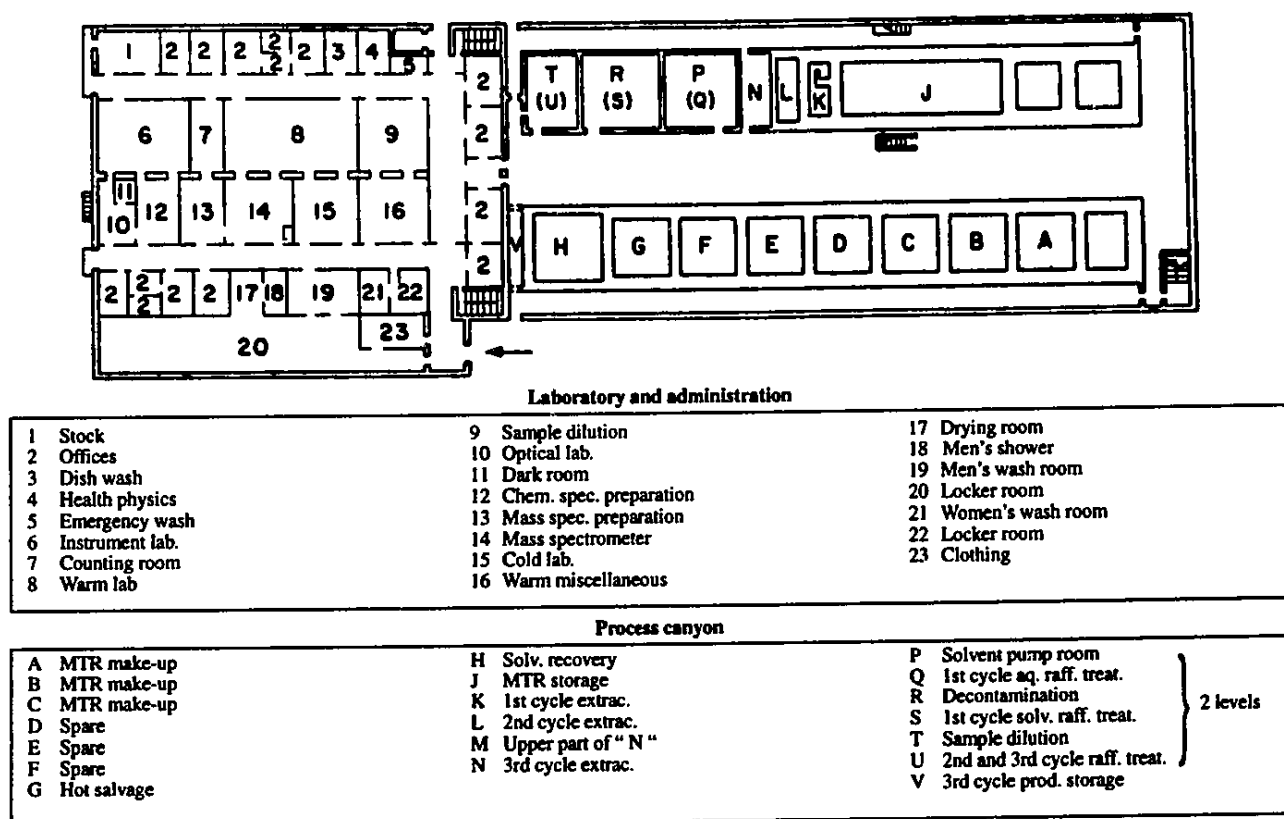 1 2 2 2 2 2 2 3 4 5 2
T R P N L K J
(U) (S) (Q)
6 7 8 9 2
11
10 12 13 14 15 16 2
V H G F E D C B A
2
2 2 2 2 2 17 18 19 21 22
23
20
Laboratory and administration
1 Stock
2 Offices
3 Dish wash
4 Health physics
5 Emergency wash
6 Instrument lab.
7 Counting room
8 Warm lab
9 Sample dilution
10 Optical lab.
11 Dark room
12 Chem. spec. preparation
13 Mass spec. preparation
14 Mass spectrometer
15 Cold lab.
16 Warm miscellaneous
17 Drying room
18 Men's shower
19 Men's wash room
20 Locker room
21 Women's wash room
22 Locker room
23 Clothing
Process canyon
A MTR make-up
B MTR make-up
C MTR make-up
D Spare
E Spare
F Spare
G Hot salvage
H Solv. recovery
J MTR storage
K 1st cycle extrac.
L 2nd cycle extrac.
M Upper part of " N "
N 3rd cycle extrac.
P Solvent pump room
Q 1st cycle aq. raff. treat.
R Decontamination
S 1st cycle solv. raff. treat.
T Sample dilution
U 2nd and 3rd cycle raff. treat.
V 3rd cycle prod. storage
2 levels